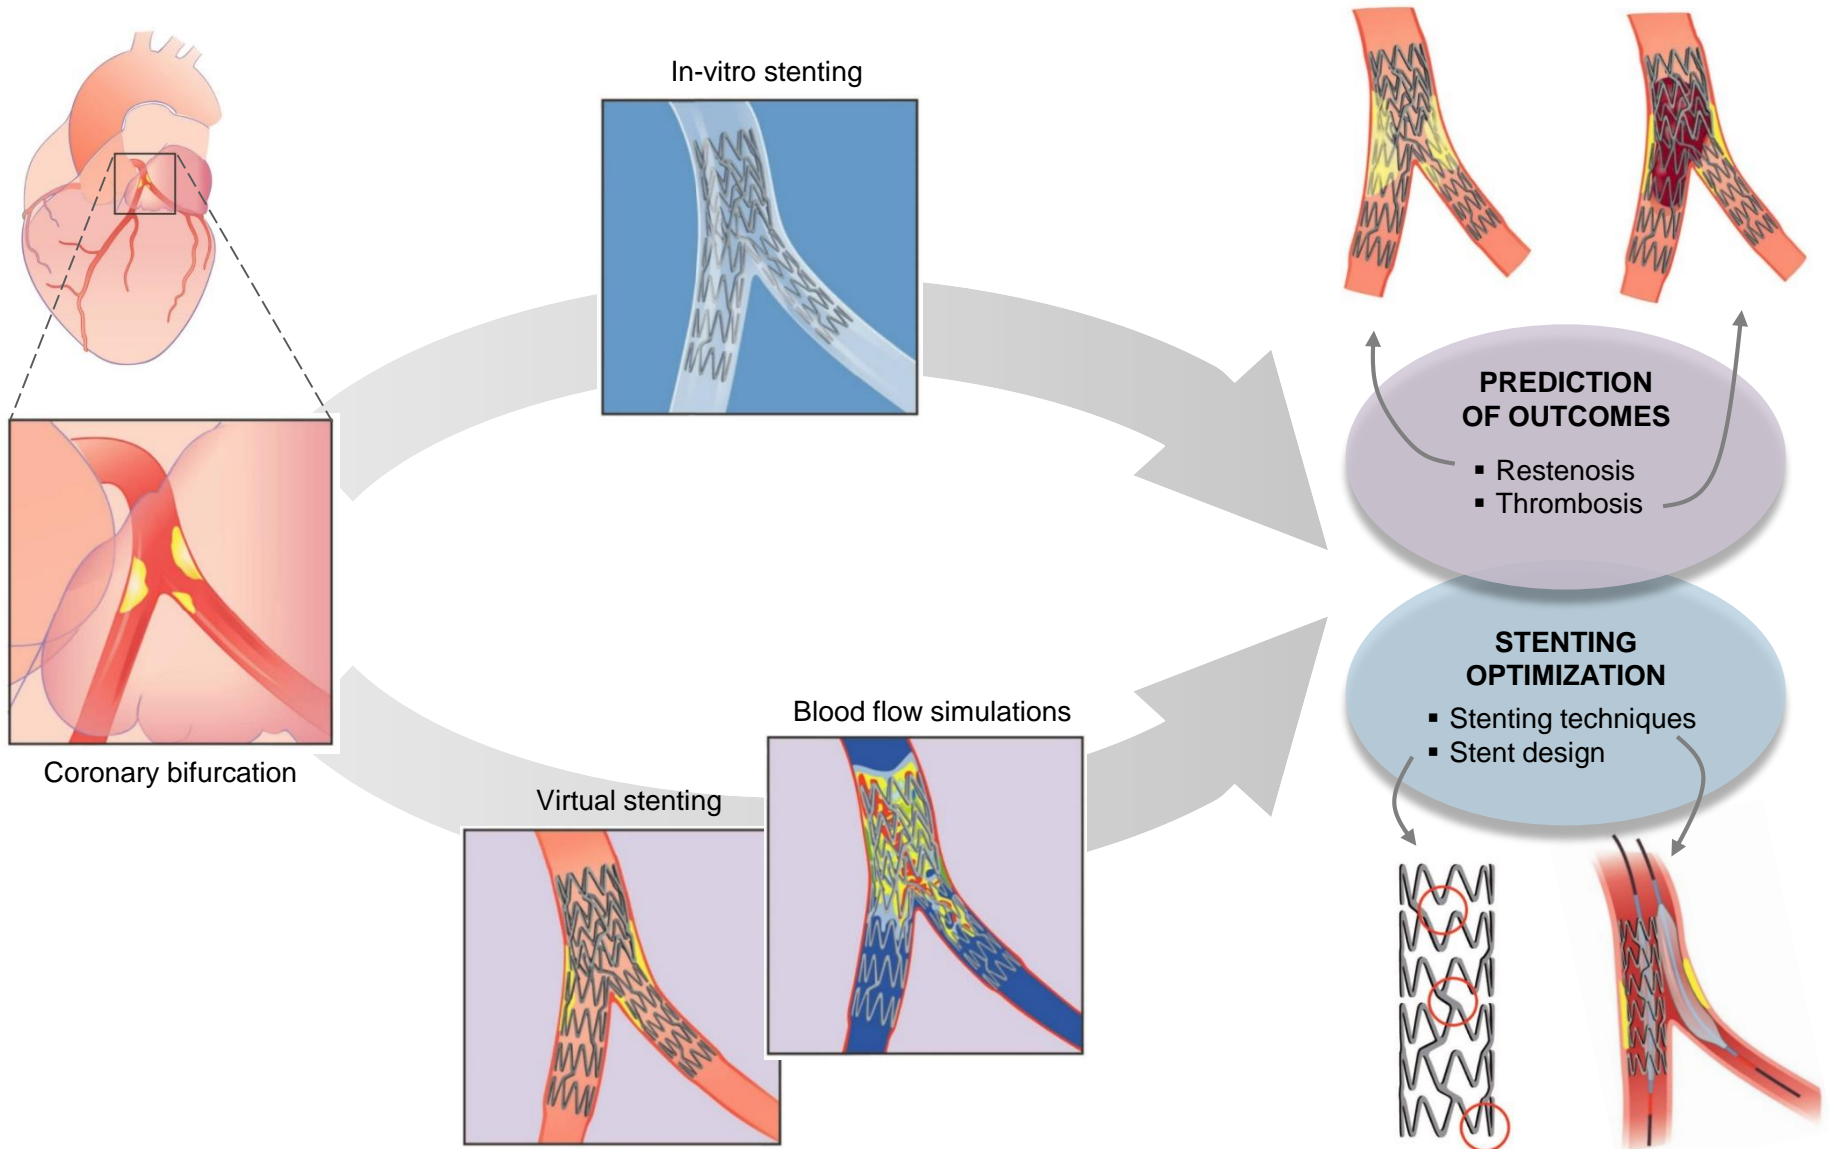 In-vitro stenting
Coronary bifurcation
Virtual stenting
Blood flow simulations
PREDICTION
OF OUTCOMES
▪ Restenosis
▪ Thrombosis
STENTING
OPTIMIZATION
▪ Stenting techniques
▪ Stent design